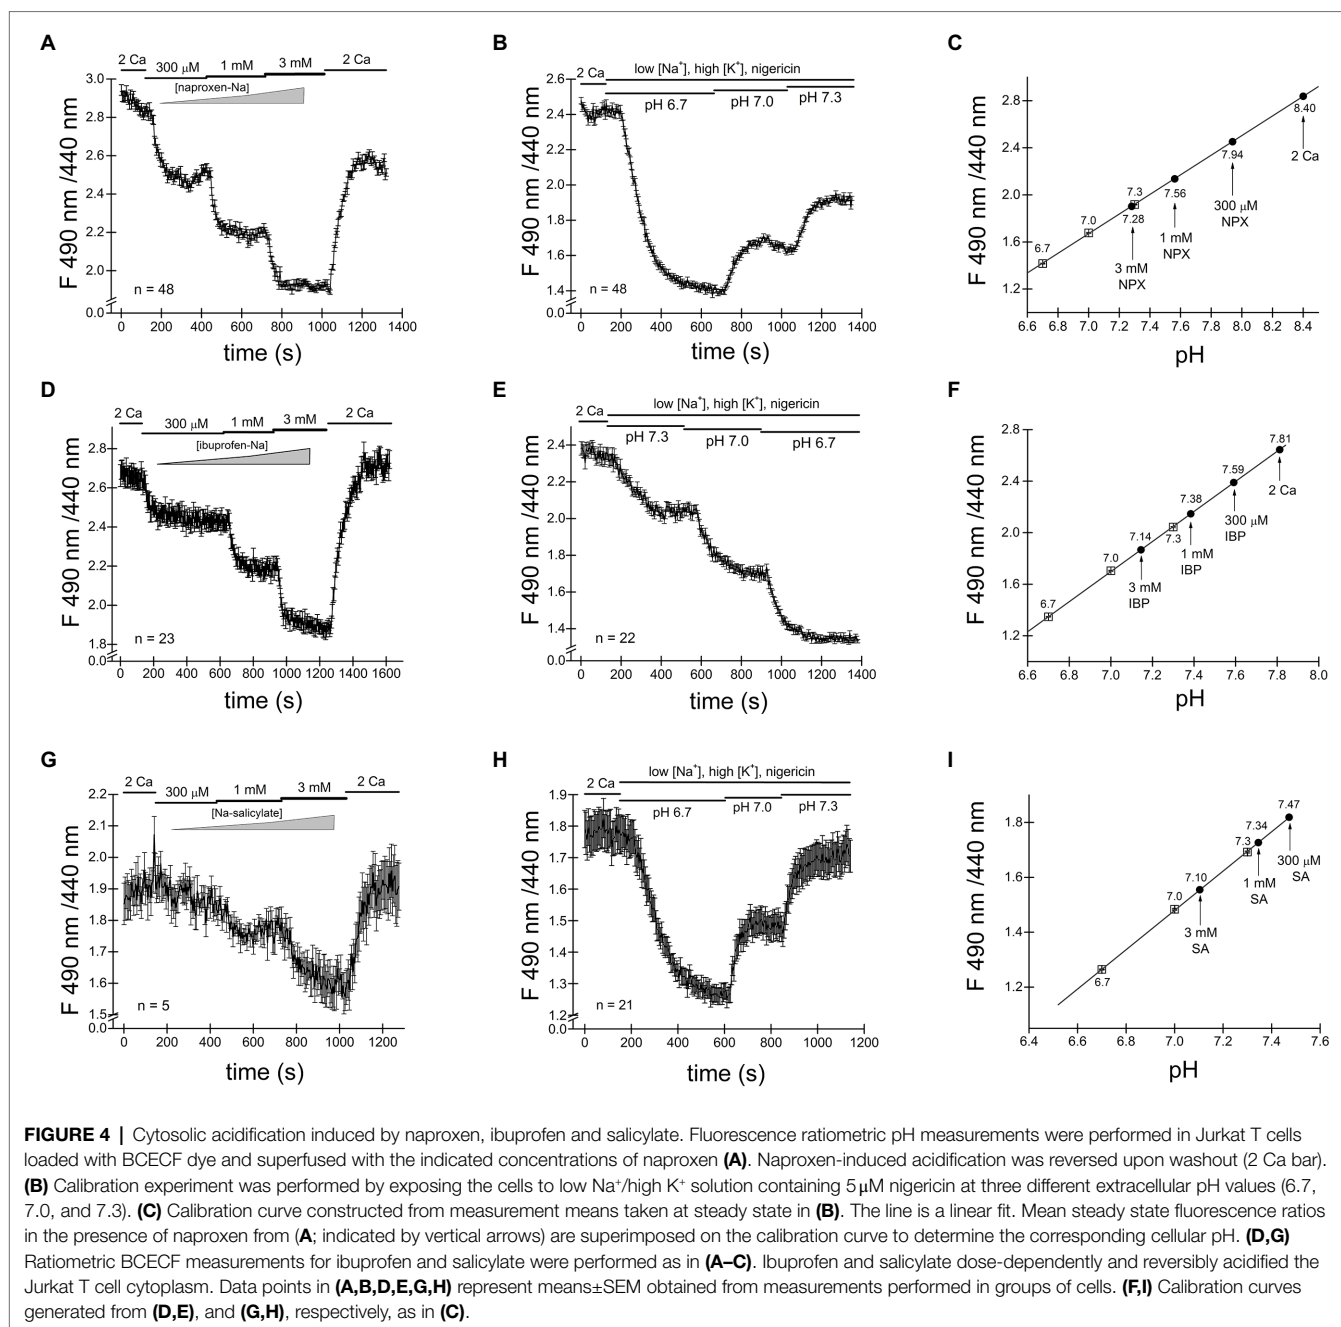 A
2 Ca 300 µM 1 mM 3 mM 2 Ca
[naproxen-Na]
F 490 nm /440 nm
3.0
2.8
2.6
2.4
2.2
2.0
0.0
n = 48
0 200 400 600 800 1000 1200 1400
time (s)
B
low [Na⁺], high [K⁺], nigericin
2 Ca
pH 6.7 pH 7.0 pH 7.3
F 490 nm /440 nm
2.6
2.4
2.2
2.0
1.8
1.6
1.4
0.0
n = 48
0 200 400 600 800 1000 1200 1400
time (s)
C
F 490 nm /440 nm
2.8
2.4
2.0
1.6
1.2
6.7
7.0
7.3
7.28
3 mM
NPX
7.56
1 mM
NPX
7.94
300 µM
NPX
8.40
2 Ca
6.6 7.0 7.2 7.4 7.6 7.8 8.0 8.2 8.4
pH
D
2 Ca 300 µM 1 mM 3 mM 2 Ca
[ibuprofen-Na]
F 490 nm /440 nm
2.8
2.6
2.4
2.2
2.0
1.8
0.0
n = 23
0 200 400 600 800 1000 1200 1400 1600
time (s)
E
low [Na⁺], high [K⁺], nigericin
2 Ca
pH 7.3 pH 7.0 pH 6.7
F 490 nm /440 nm
2.4
2.2
2.0
1.8
1.6
1.4
0.0
n = 22
0 200 400 600 800 1000 1200 1400
time (s)
F
F 490 nm /440 nm
2.8
2.4
2.0
1.6
1.2
6.7
7.0
7.14
3 mM
IBP
7.3
7.38
1 mM
IBP
7.59
300 µM
IBP
7.81
2 Ca
6.6 6.8 7.0 7.2 7.4 7.6 7.8 8.0
pH
G
2 Ca 300 µM 1 mM 3 mM 2 Ca
[Na-salicylate]
F 490 nm /440 nm
2.2
2.1
2.0
1.9
1.8
1.7
1.6
1.5
0.0
n = 5
0 200 400 600 800 1000 1200
time (s)
H
low [Na⁺], high [K⁺], nigericin
2 Ca
pH 6.7 pH 7.0 pH 7.3
F 490 nm /440 nm
1.9
1.8
1.7
1.6
1.5
1.4
1.3
1.2
0.0
n = 21
0 200 400 600 800 1000 1200
time (s)
I
F 490 nm /440 nm
1.8
1.6
1.4
1.2
6.7
7.0
7.10
3 mM
SA
7.3
7.34
1 mM
SA
7.47
300 µM
SA
6.4 6.6 6.8 7.0 7.2 7.4 7.6
pH
FIGURE 4 | Cytosolic acidification induced by naproxen, ibuprofen and salicylate. Fluorescence ratiometric pH measurements were performed in Jurkat T cells
loaded with BCECF dye and superfused with the indicated concentrations of naproxen (A). Naproxen-induced acidification was reversed upon washout (2 Ca bar).
(B) Calibration experiment was performed by exposing the cells to low Na⁺/high K⁺ solution containing 5 µM nigericin at three different extracellular pH values (6.7,
7.0, and 7.3). (C) Calibration curve constructed from measurement means taken at steady state in (B). The line is a linear fit. Mean steady state fluorescence ratios
in the presence of naproxen from (A; indicated by vertical arrows) are superimposed on the calibration curve to determine the corresponding cellular pH. (D,G)
Ratiometric BCECF measurements for ibuprofen and salicylate were performed as in (A–C). Ibuprofen and salicylate dose-dependently and reversibly acidified the
Jurkat T cell cytoplasm. Data points in (A,B,D,E,G,H) represent means±SEM obtained from measurements performed in groups of cells. (F,I) Calibration curves
generated from (D,E), and (G,H), respectively, as in (C).